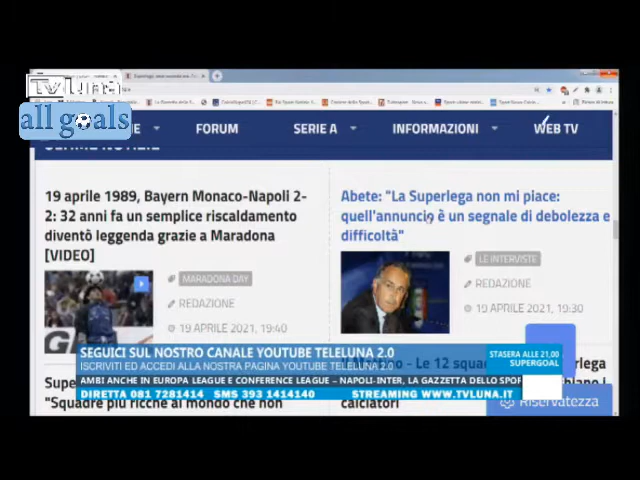 TV Luna
all goals
FORUM
SERIE A
INFORMAZIONI
WEB TV
19 aprile 1989, Bayern Monaco-Napoli 2-
2: 32 anni fa un semplice riscaldamento
diventò leggenda grazie a Maradona
[VIDEO]
MARADONA DAY
REDAZIONE
19 APRILE 2021, 19:40
Abete: "La Superlega non mi piace:
quell'annuncio è un segnale di debolezza e
difficoltà"
LE INTERVISTE
REDAZIONE
19 APRILE 2021, 19:30
SEGUICI SUL NOSTRO CANALE YOUTUBE TELELUNA 2.0
ISCRIVITI ED ACCEDI ALLA NOSTRA PAGINA YOUTUBE TELELUNA 2.0
STASERA ALLE 21,00
SUPERGOAL
- Le 12
AMBI ANCHE IN EUROPA LEAGUE E CONFERENCE LEAGUE – NAPOLI-INTER, LA GAZZETTA DELLO SPOR
DIRETTA 081 7281414 SMS 393 1414140 STREAMING WWW.TVLUNA.IT
"Squadre più ricche al mondo che non
calciatori
Riservatezza